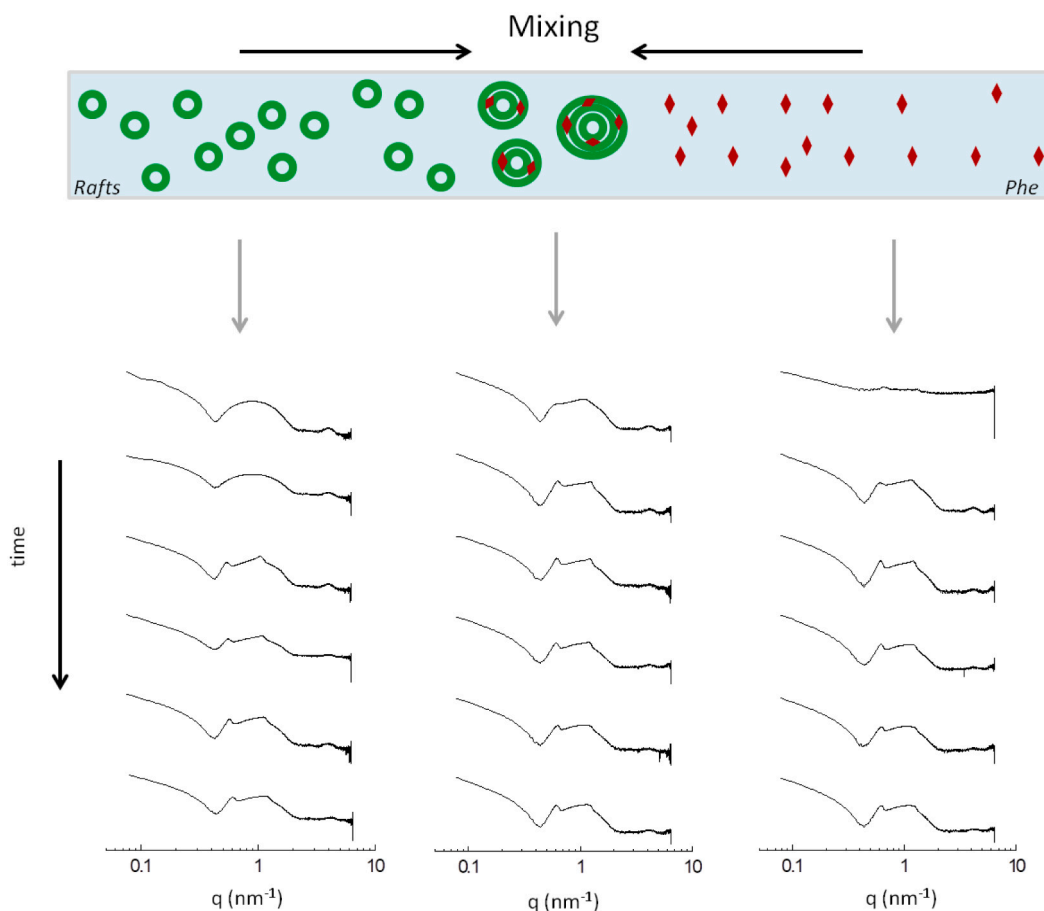 Mixing
Rafts
Phe
time
0.1 1 10
0.1 1 10
0.1 1 10
q (nm⁻¹)
q (nm⁻¹)
q (nm⁻¹)